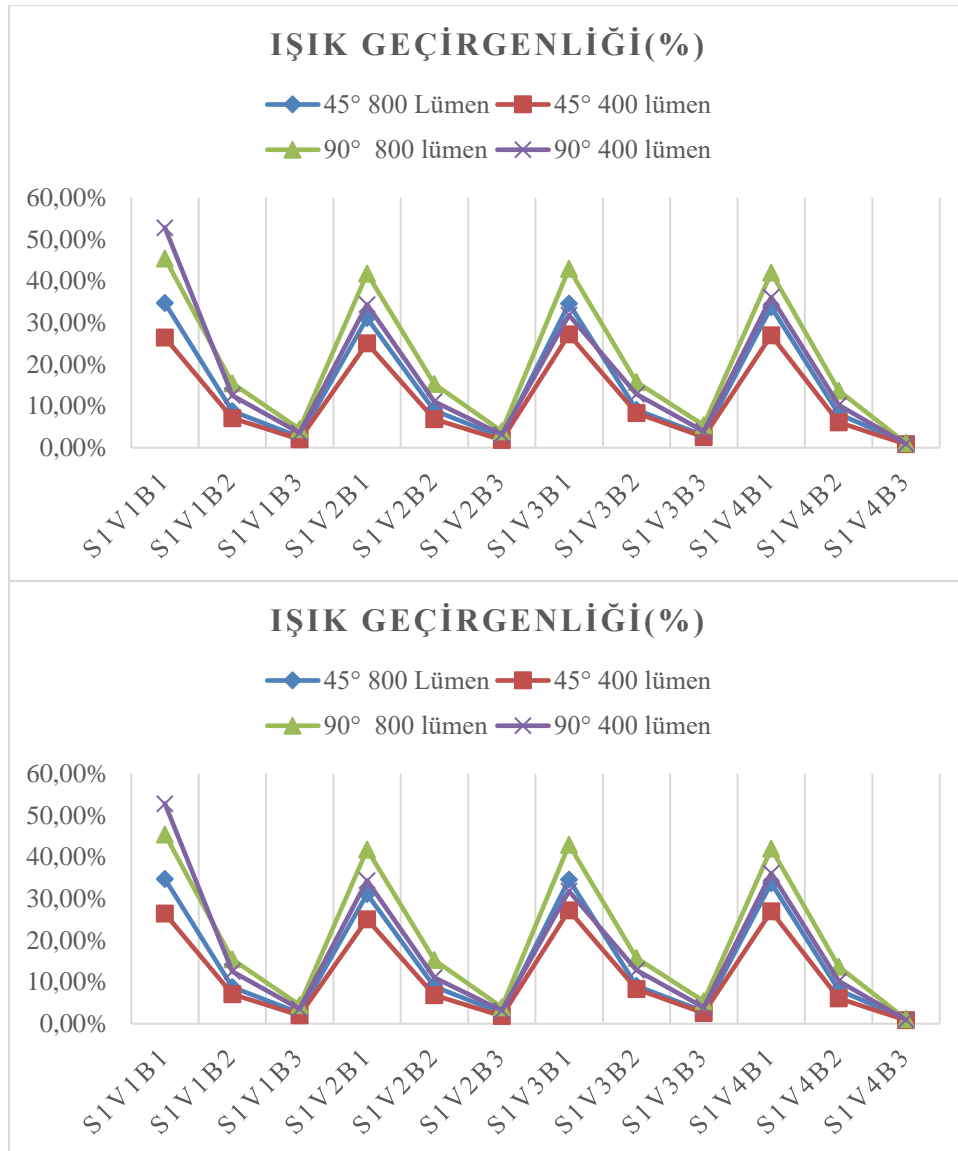 IŞIK GEÇİRGENLİĞİ(%)
45° 800 Lümen 45° 400 lümen
90° 800 lümen 90° 400 lümen
60,00%
50,00%
40,00%
30,00%
20,00%
10,00%
0,00%
S1V1B1 S1V1B2 S1V1B3 S1V2B1 S1V2B2 S1V2B3 S1V3B1 S1V3B2 S1V3B3 S1V4B1 S1V4B2 S1V4B3
IŞIK GEÇİRGENLİĞİ(%)
45° 800 Lümen 45° 400 lümen
90° 800 lümen 90° 400 lümen
60,00%
50,00%
40,00%
30,00%
20,00%
10,00%
0,00%
S1V1B1 S1V1B2 S1V1B3 S1V2B1 S1V2B2 S1V2B3 S1V3B1 S1V3B2 S1V3B3 S1V4B1 S1V4B2 S1V4B3